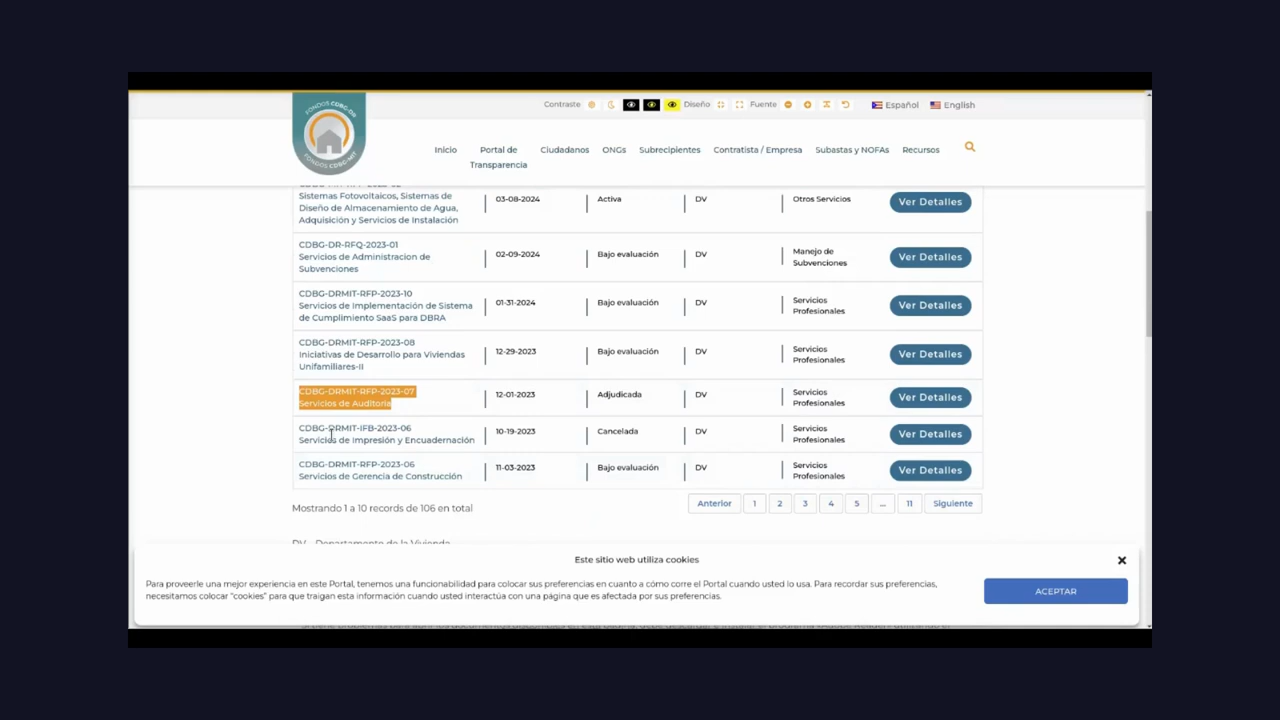 Contraste Diseño Fuente Español English
FONDOS CDBG-DR
FONDOS CDBG-MIT
Inicio Portal de Transparencia Ciudadanos ONGs Subrecipientes Contratista / Empresa Subastas y NOFAs Recursos
Sistemas Fotovoltaicos, Sistemas de
Diseño de Almacenamiento de Agua,
Adquisición y Servicios de Instalación
03-08-2024 Activa DV Otros Servicios Ver Detalles
CDBG-DR-RFQ-2023-01
Servicios de Administracion de
Subvenciones
02-09-2024 Bajo evaluación DV Manejo de Subvenciones Ver Detalles
CDBG-DRMIT-RFP-2023-10
Servicios de Implementación de Sistema
de Cumplimiento SaaS para DBRA
01-31-2024 Bajo evaluación DV Servicios Profesionales Ver Detalles
CDBG-DRMIT-RFP-2023-08
Iniciativas de Desarrollo para Viviendas
Unifamiliares-II
12-29-2023 Bajo evaluación DV Servicios Profesionales Ver Detalles
CDBG-DRMIT-RFP-2023-07
Servicios de Auditoria
12-01-2023 Adjudicada DV Servicios Profesionales Ver Detalles
CDBG-DRMIT-IFB-2023-06
Servicios de Impresión y Encuadernación
10-19-2023 Cancelada DV Servicios Profesionales Ver Detalles
CDBG-DRMIT-RFP-2023-06
Servicios de Gerencia de Construcción
11-03-2023 Bajo evaluación DV Servicios Profesionales Ver Detalles
Mostrando 1 a 10 records de 106 en total
Anterior 1 2 3 4 5 ... 11 Siguiente
DV - Departamento de la Vivienda
Este sitio web utiliza cookies
Para proveerle una mejor experiencia en este Portal, tenemos una funcionalidad para colocar sus preferencias en cuanto a cómo corre el Portal cuando usted lo usa. Para recordar sus preferencias,
necesitamos colocar "cookies" para que traigan esta información cuando usted interactúa con una página que es afectada por sus preferencias.
ACEPTAR